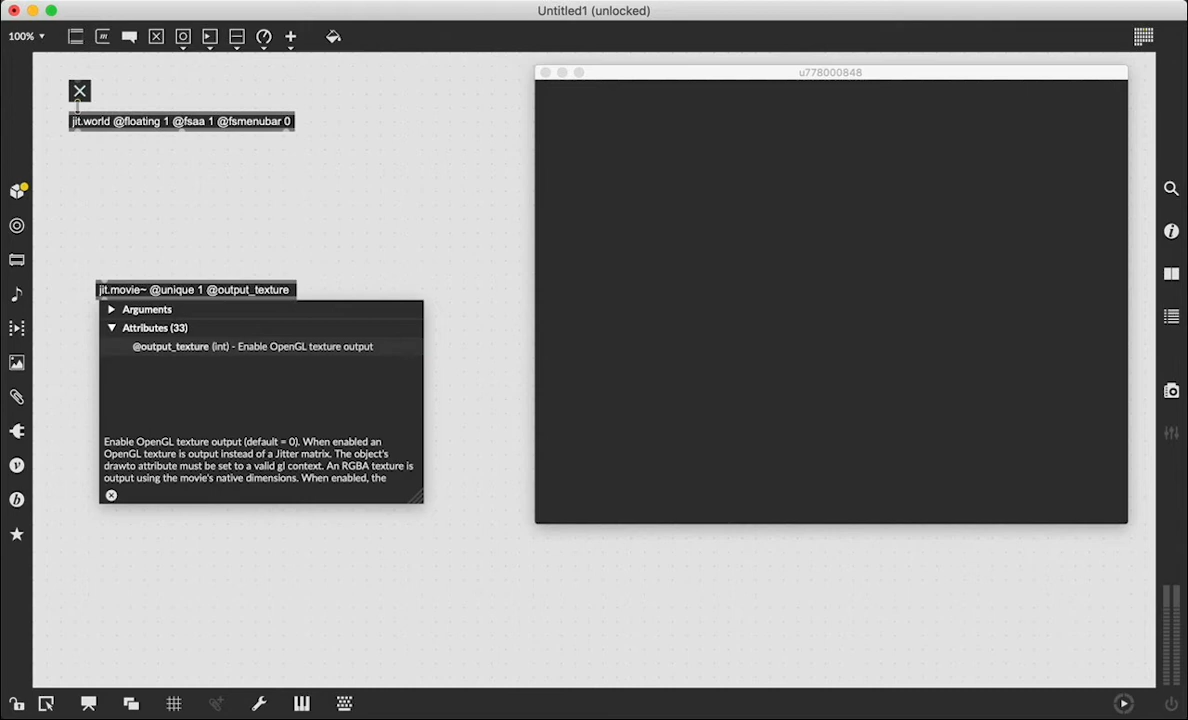 Untitled1 (unlocked)
100%
u778000848
jit.world @floating 1 @fsaa 1 @fsmenubar 0
jit.movie~ @unique 1 @output_texture
Arguments
Attributes (33)
@output_texture (int) - Enable OpenGL texture output
Enable OpenGL texture output (default = 0). When enabled an
OpenGL texture is output instead of a Jitter matrix. The object's
drawto attribute must be set to a valid gl context. An RGBA texture is
output using the movie's native dimensions. When enabled, the